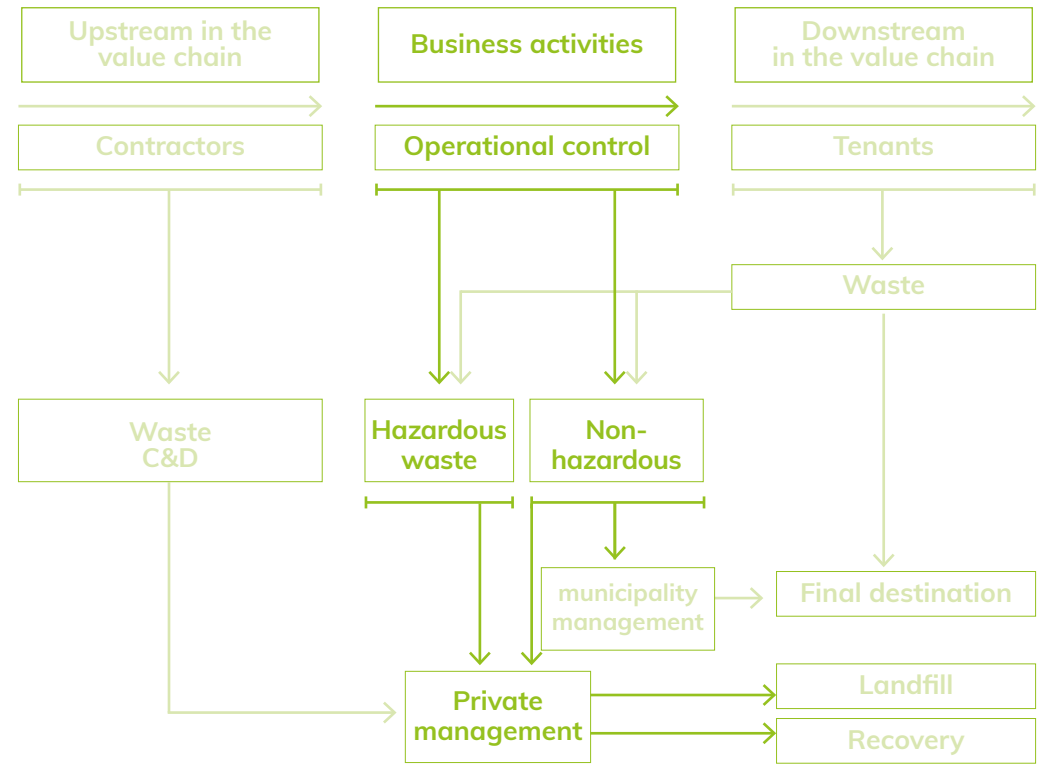 Upstream in the
value chain
Business activities
Downstream
in the value chain
Contractors
Operational control
Tenants
Waste
Waste
C&D
Hazardous
waste
Non-
hazardous
municipality
management
Final destination
Private
management
Landfill
Recovery